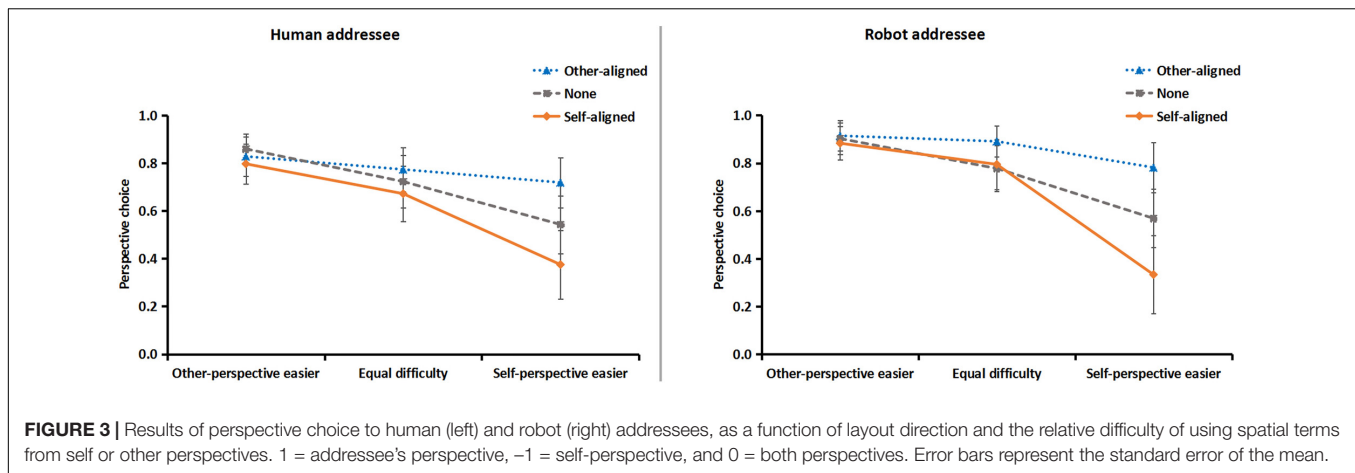 Human addressee
Other-aligned
None
Self-aligned
1.0
0.8
0.6
0.4
0.2
0.0
Perspective choice
Other-perspective easier Equal difficulty Self-perspective easier
Robot addressee
Other-aligned
None
Self-aligned
1.0
0.8
0.6
0.4
0.2
0.0
Perspective choice
Other-perspective easier Equal difficulty Self-perspective easier
FIGURE 3 | Results of perspective choice to human (left) and robot (right) addressees, as a function of layout direction and the relative difficulty of using spatial terms
from self or other perspectives. 1 = addressee's perspective, –1 = self-perspective, and 0 = both perspectives. Error bars represent the standard error of the mean.